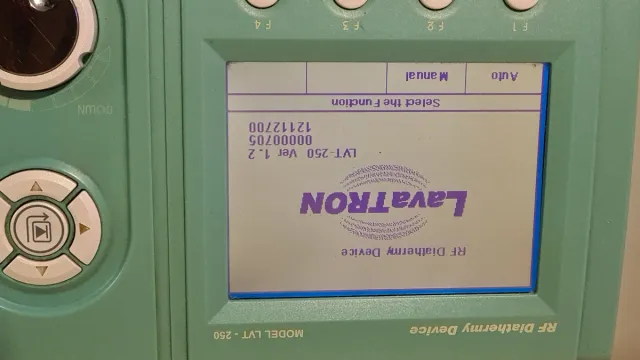 RF Diathermy Device MODEL LVT - 250
RF Diathermy Device
LAVATRON
LVT-250 Ver 1.2
00000705
12112700
Select the Function
Auto Manual
F1 F2 F3 F4
DOWN